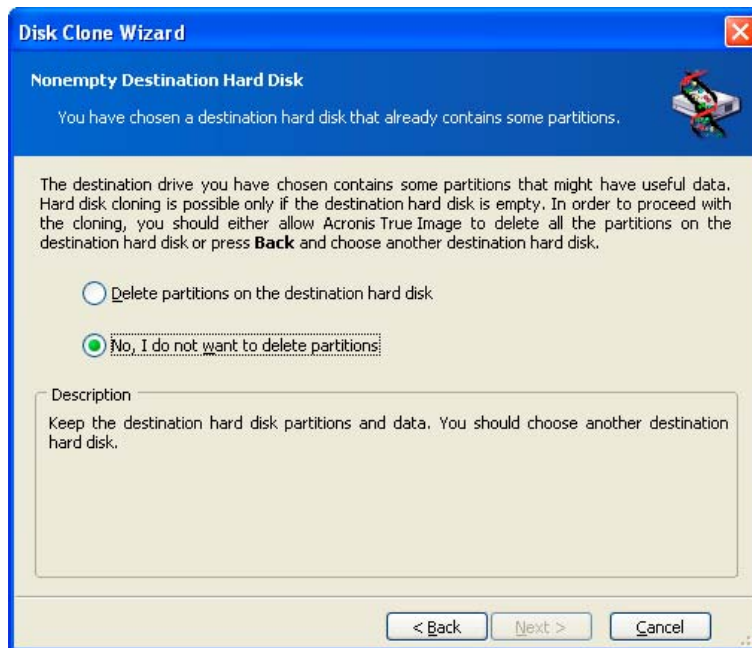 Disk Clone Wizard
Nonempty Destination Hard Disk
You have chosen a destination hard disk that already contains some partitions.
The destination drive you have chosen contains some partitions that might have useful data.
Hard disk cloning is possible only if the destination hard disk is empty. In order to proceed with
the cloning, you should either allow Acronis True Image to delete all the partitions on the
destination hard disk or press Back and choose another destination hard disk.
Delete partitions on the destination hard disk
No, I do not want to delete partitions
Description
Keep the destination hard disk partitions and data. You should choose another destination
hard disk.
< Back Next > Cancel